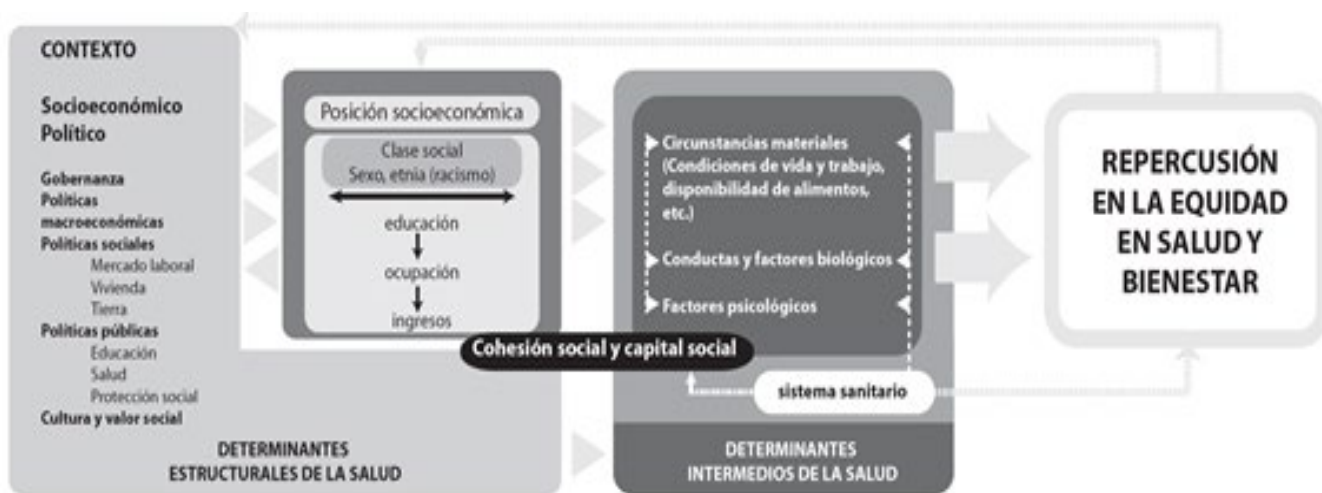 CONTEXTO
Socioeconómico
Político
Gobernanza
Políticas
macroeconómicas
Políticas sociales
Mercado laboral
Vivienda
Tierra
Políticas públicas
Educación
Salud
Protección social
Cultura y valor social
DETERMINANTES
ESTRUCTURALES DE LA SALUD
Posición socioeconómica
Clase social
Sexo, etnia (racismo)
educación
ocupación
ingresos
Cohesión social y capital social
Circunstancias materiales
(Condiciones de vida y trabajo,
disponibilidad de alimentos,
etc.)
Conductas y factores biológicos
Factores psicológicos
sistema sanitario
DETERMINANTES
INTERMEDIOS DE LA SALUD
REPERCUSIÓN
EN LA EQUIDAD
EN SALUD Y
BIENESTAR